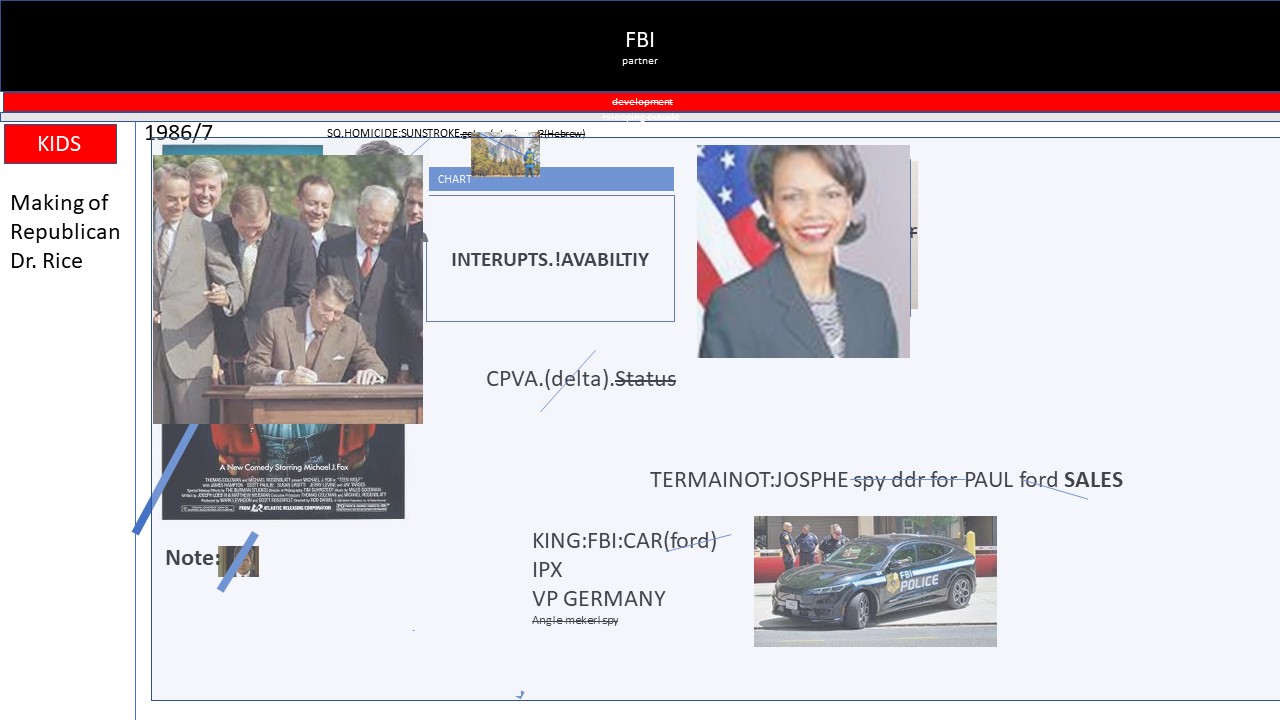 FBI
partner
development
KIDS
1986/7
SQ.HOMICIDE:SUNSTROKE
?(Hebrew)
CHART
Making of
Republican
Dr. Rice
INTERUPTS.!AVABILTIY
CPVA.(delta).Status
A New Comedy Starring Michael J. Fox
FROM ATLANTIC RELEASING CORPORATION
TERMAINOT:JOSPHE spy ddr for PAUL ford SALES
Note:
KING:FBI:CAR(ford)
IPX
VP GERMANY
Angle mekerl spy
FBI
POLICE